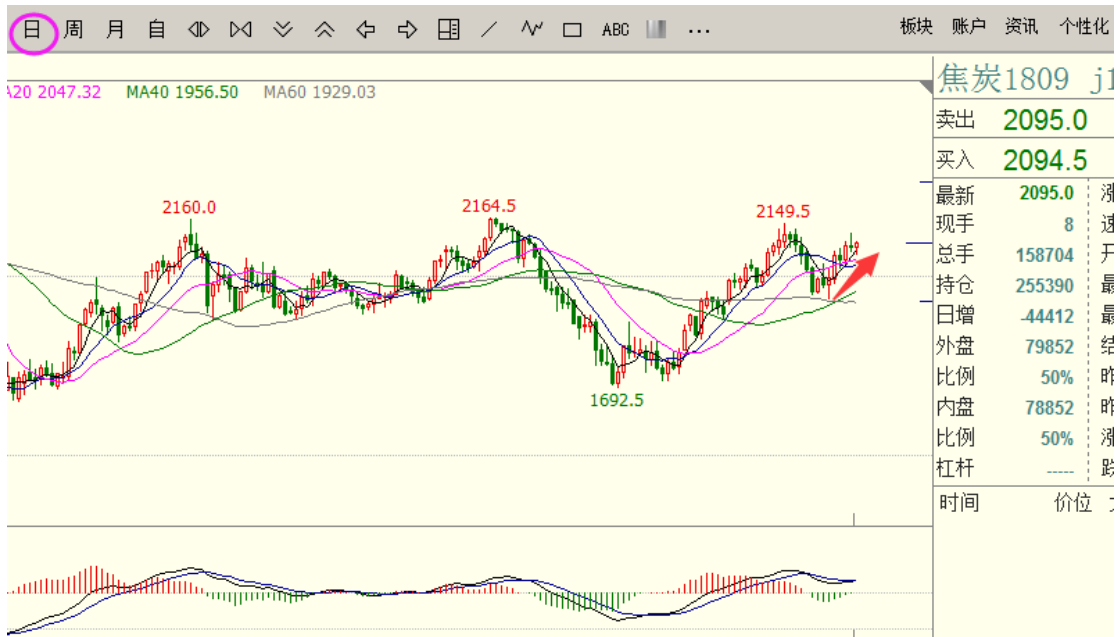 日 周 月 自 ABC ... 板块 账户 资讯 个性化
MA20 2047.32 MA40 1956.50 MA60 1929.03
焦炭1809 j1
卖出 2095.0
买入 2094.5
最新 2095.0
现手 8
总手 158704
持仓 255390
日增 -44412
外盘 79852
比例 50%
内盘 78852
比例 50%
杠杆 -----
时间 价位
2160.0
2164.5
2149.5
1692.5